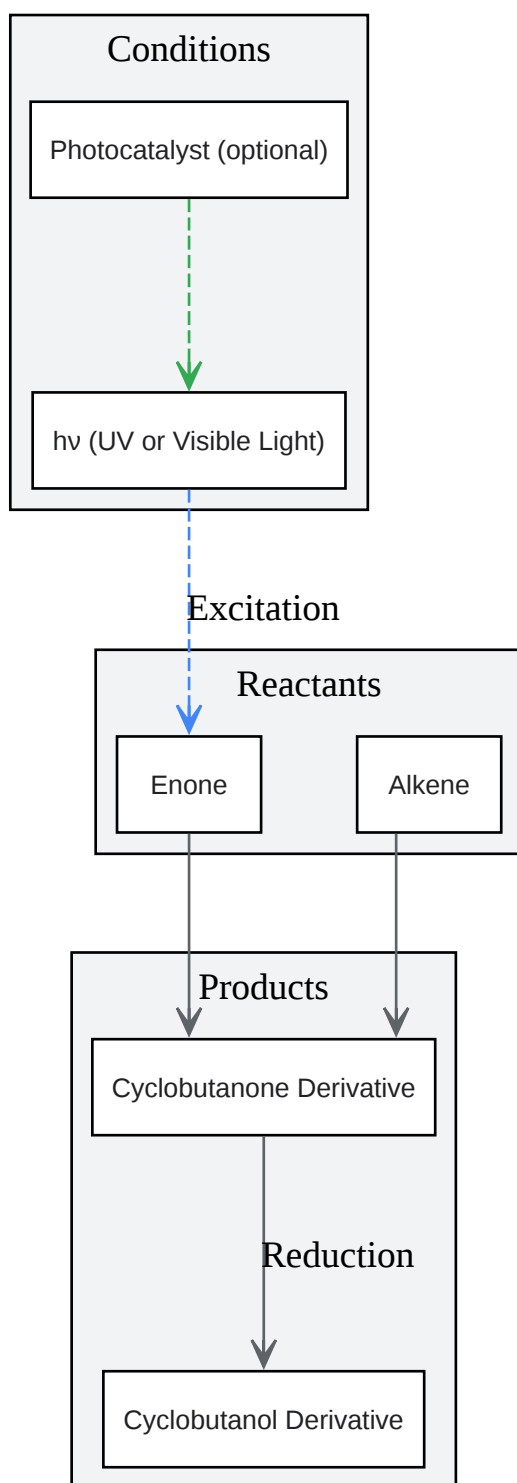 Conditions
Photocatalyst (optional)
hν (UV or Visible Light)
Excitation
Reactants
Enone
Alkene
Products
Cyclobutanone Derivative
Reduction
Cyclobutanol Derivative